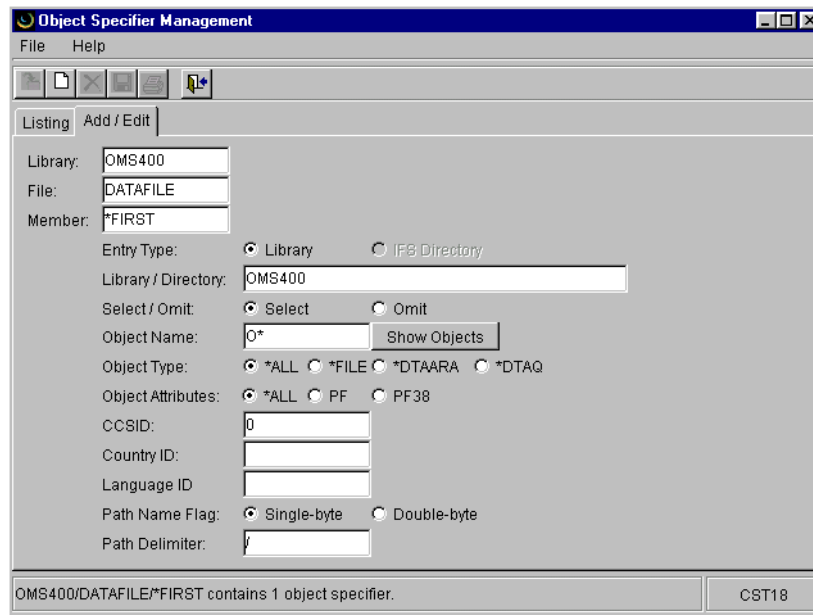 Object Specifier Management
File Help
Listing Add / Edit
Library: OMS400
File: DATAFILE
Member: *FIRST
Entry Type: Library IFS Directory
Library / Directory: OMS400
Select / Omit: Select Omit
Object Name: O* Show Objects
Object Type: *ALL *FILE *DTAARA *DTAQ
Object Attributes: *ALL PF PF38
CCSID: 0
Country ID:
Language ID
Path Name Flag: Single-byte Double-byte
Path Delimiter: /
OMS400/DATAFILE/*FIRST contains 1 object specifier. CST18